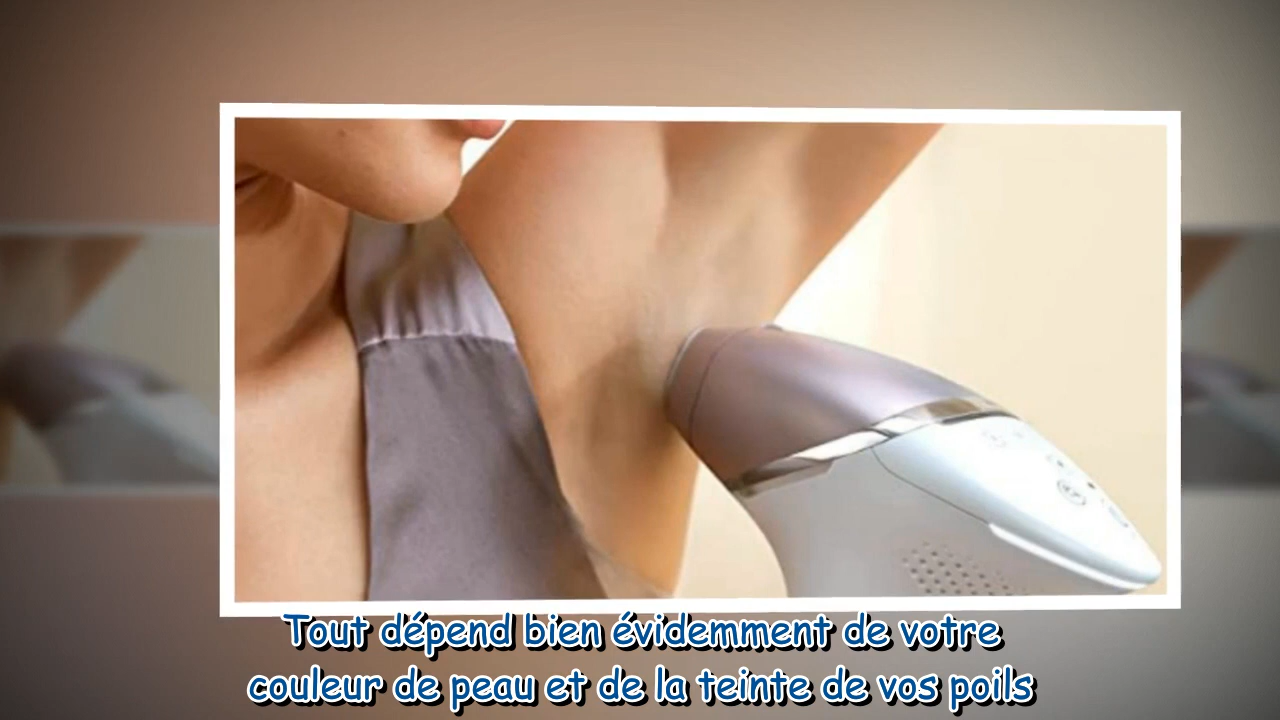 Tout dépend bien évidemment de votre
couleur de peau et de la teinte de vos poils